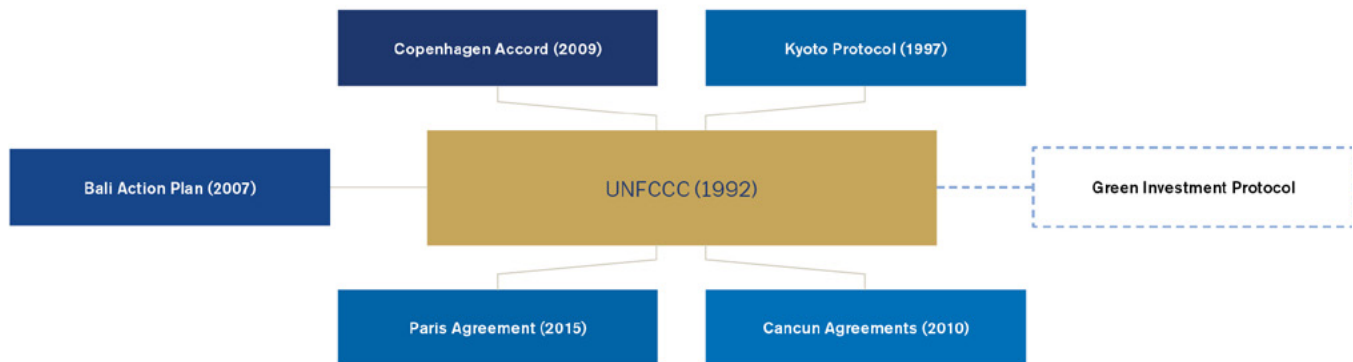 Copenhagen Accord (2009)
Kyoto Protocol (1997)
Bali Action Plan (2007)
UNFCCC (1992)
Green Investment Protocol
Paris Agreement (2015)
Cancun Agreements (2010)